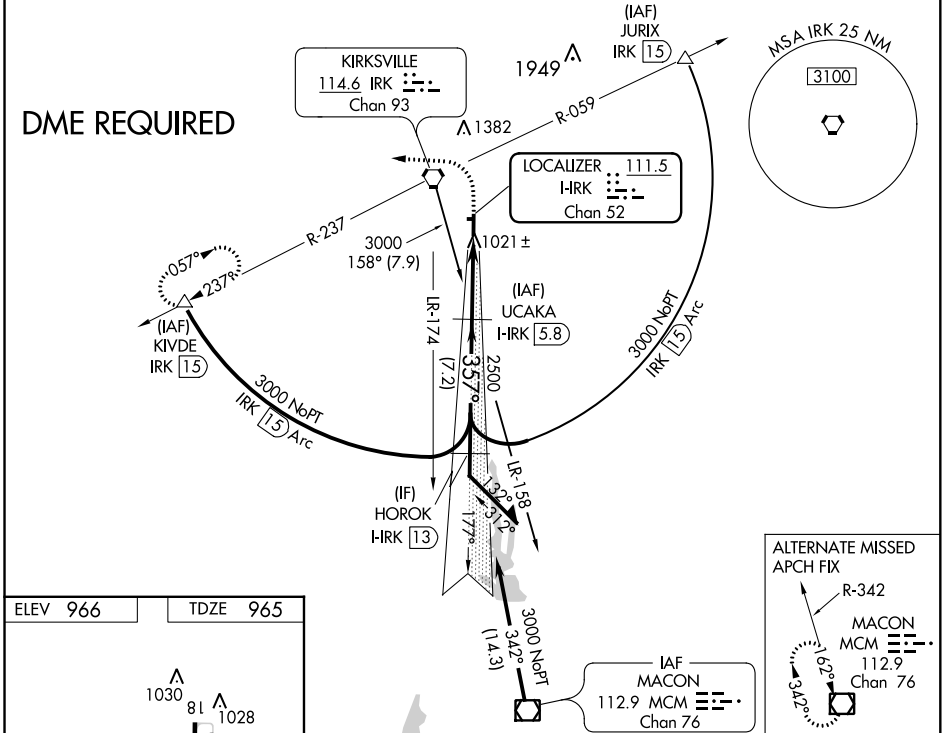 DME REQUIRED
KIRKSVILLE
114.6 IRK
Chan 93
1949
(IAF)
JURIX
IRK 15
MSA IRK 25 NM
3100
1382
R-059
LOCALIZER 111.5
I-IRK
Chan 52
R-237
3000
158° (7.9)
1021±
057°
237°
(IAF)
KIVDE
IRK 15
LR-174
(IAF)
UCAKA
I-IRK 5.8
3000 NoPT
IRK 15 Arc
3000 NoPT
IRK 15 Arc
(7.2)
357°
2500
LR-158
(IF)
HOROK
I-IRK 13
132°
312°
177°
3000 NoPT
342°
(14.3)
IAF
MACON
112.9 MCM
Chan 76
ALTERNATE MISSED
APCH FIX
R-342
MACON
MCM
112.9
Chan 76
162°
342°
ELEV 966
TDZE 965
1030
18
1028